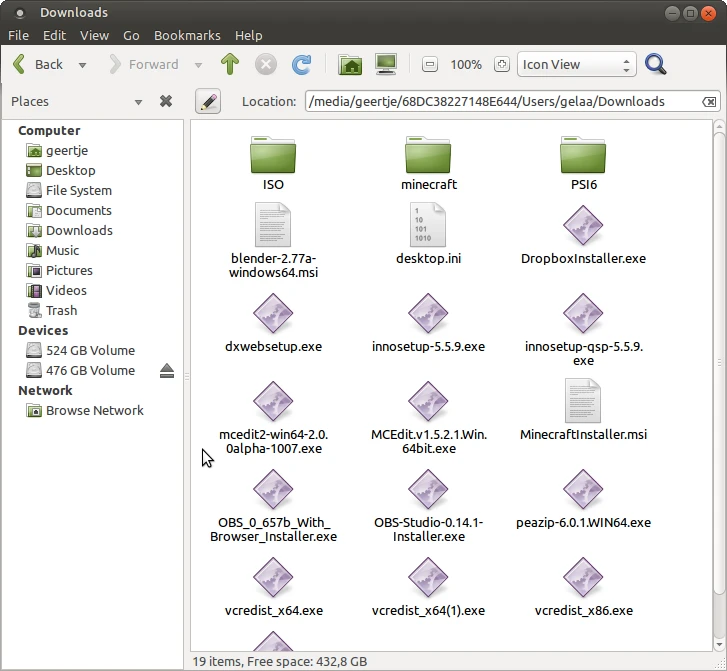 Downloads
File Edit View Go Bookmarks Help
Back Forward 100% Icon View
Places Location: /media/geertje/68DC38227148E644/Users/gelaa/Downloads
Computer
geertje
Desktop
File System
Documents
Downloads
Music
Pictures
Videos
Trash
Devices
524 GB Volume
476 GB Volume
Network
Browse Network
ISO minecraft PSI6
1
10
101
1010
blender-2.77a-
windows64.msi
desktop.ini
DropboxInstaller.exe
dxwebsetup.exe
innosetup-5.5.9.exe
innosetup-qsp-5.5.9.
exe
mcedit2-win64-2.0.
0alpha-1007.exe
MCEdit.v1.5.2.1.Win.
64bit.exe
MinecraftInstaller.msi
OBS_0_657b_With_
Browser_Installer.exe
OBS-Studio-0.14.1-
Installer.exe
peazip-6.0.1.WIN64.exe
vcredist_x64.exe
vcredist_x64(1).exe
vcredist_x86.exe
19 items, Free space: 432,8 GB